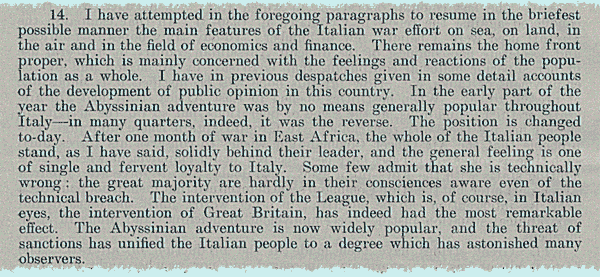 14. I have attempted in the foregoing paragraphs to resume in the briefest
possible manner the main features of the Italian war effort on sea, on land, in
the air and in the field of economics and finance. There remains the home front
proper, which is mainly concerned with the feelings and reactions of the popu-
lation as a whole. I have in previous despatches given in some detail accounts
of the development of public opinion in this country. In the early part of the
year the Abyssinian adventure was by no means generally popular throughout
Italy—in many quarters, indeed, it was the reverse. The position is changed
to-day. After one month of war in East Africa, the whole of the Italian people
stand, as I have said, solidly behind their leader, and the general feeling is one
of single and fervent loyalty to Italy. Some few admit that she is technically
wrong: the great majority are hardly in their consciences aware even of the
technical breach. The intervention of the League, which is, of course, in Italian
eyes, the intervention of Great Britain, has indeed had the most remarkable
effect. The Abyssinian adventure is now widely popular, and the threat of
sanctions has unified the Italian people to a degree which has astonished many
observers.